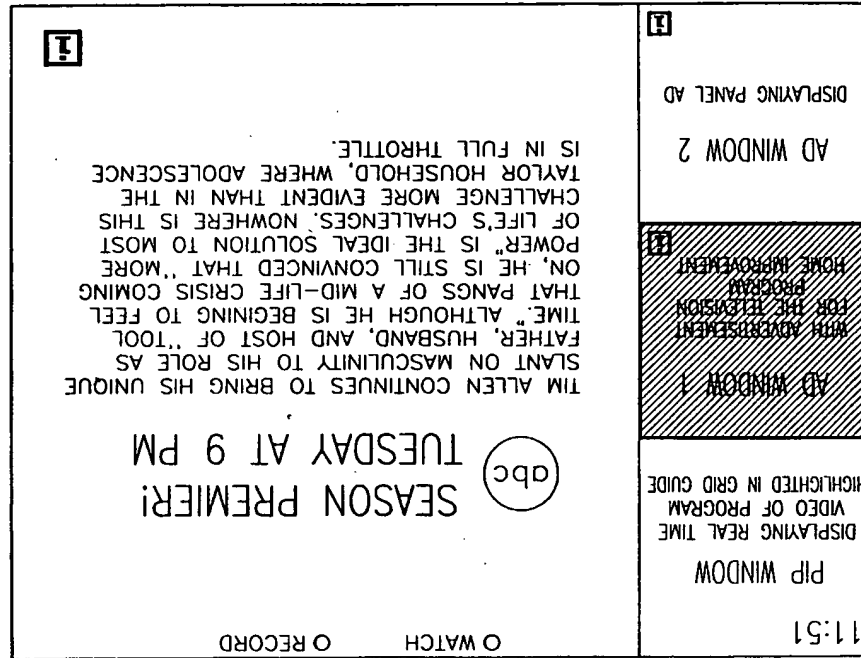 11:51
PIP WINDOW
DISPLAYING REAL TIME
VIDEO OF PROGRAM
HIGHLIGHTED IN GRID GUIDE
AD WINDOW 1
WITH ADVERTISEMENT
FOR THE TELEVISION
PROGRAM
HOME IMPROVEMENT
i
AD WINDOW 2
DISPLAYING PANEL AD
i
O WATCH O RECORD
abc
SEASON PREMIER!
TUESDAY AT 9 PM
TIM ALLEN CONTINUES TO BRING HIS UNIQUE
SLANT ON MASCULINITY TO HIS ROLE AS
FATHER, HUSBAND, AND HOST OF "TOOL
TIME." ALTHOUGH HE IS BEGINING TO FEEL
THAT PANGS OF A MID-LIFE CRISIS COMING
ON, HE IS STILL CONVINCED THAT "MORE
POWER" IS THE IDEAL SOLUTION TO MOST
OF LIFE'S CHALLENGES. NOWHERE IS THIS
CHALLENGE MORE EVIDENT THAN IN THE
TAYLOR HOUSEHOLD, WHERE ADOLESCENCE
IS IN FULL THROTTLE.
i